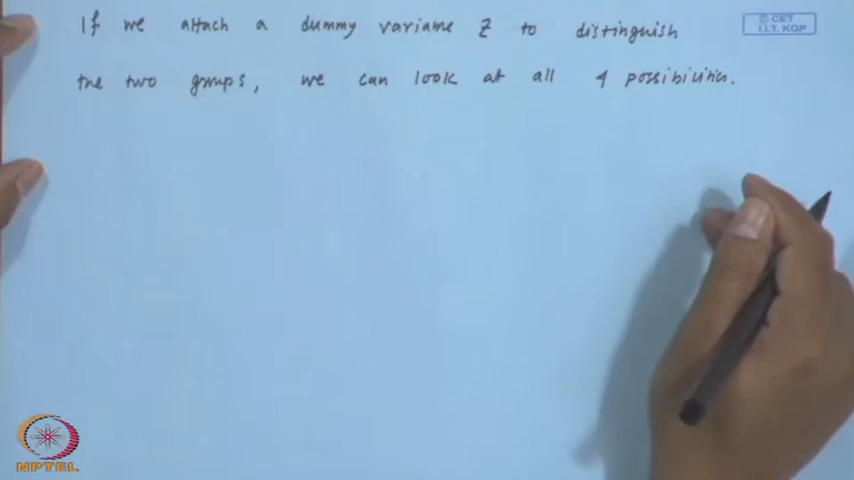 If we attach a dummy variable Z to distinguish
© CET
I.I.T. KGP
the two groups, we can look at all 4 possibilities.
NPTEL